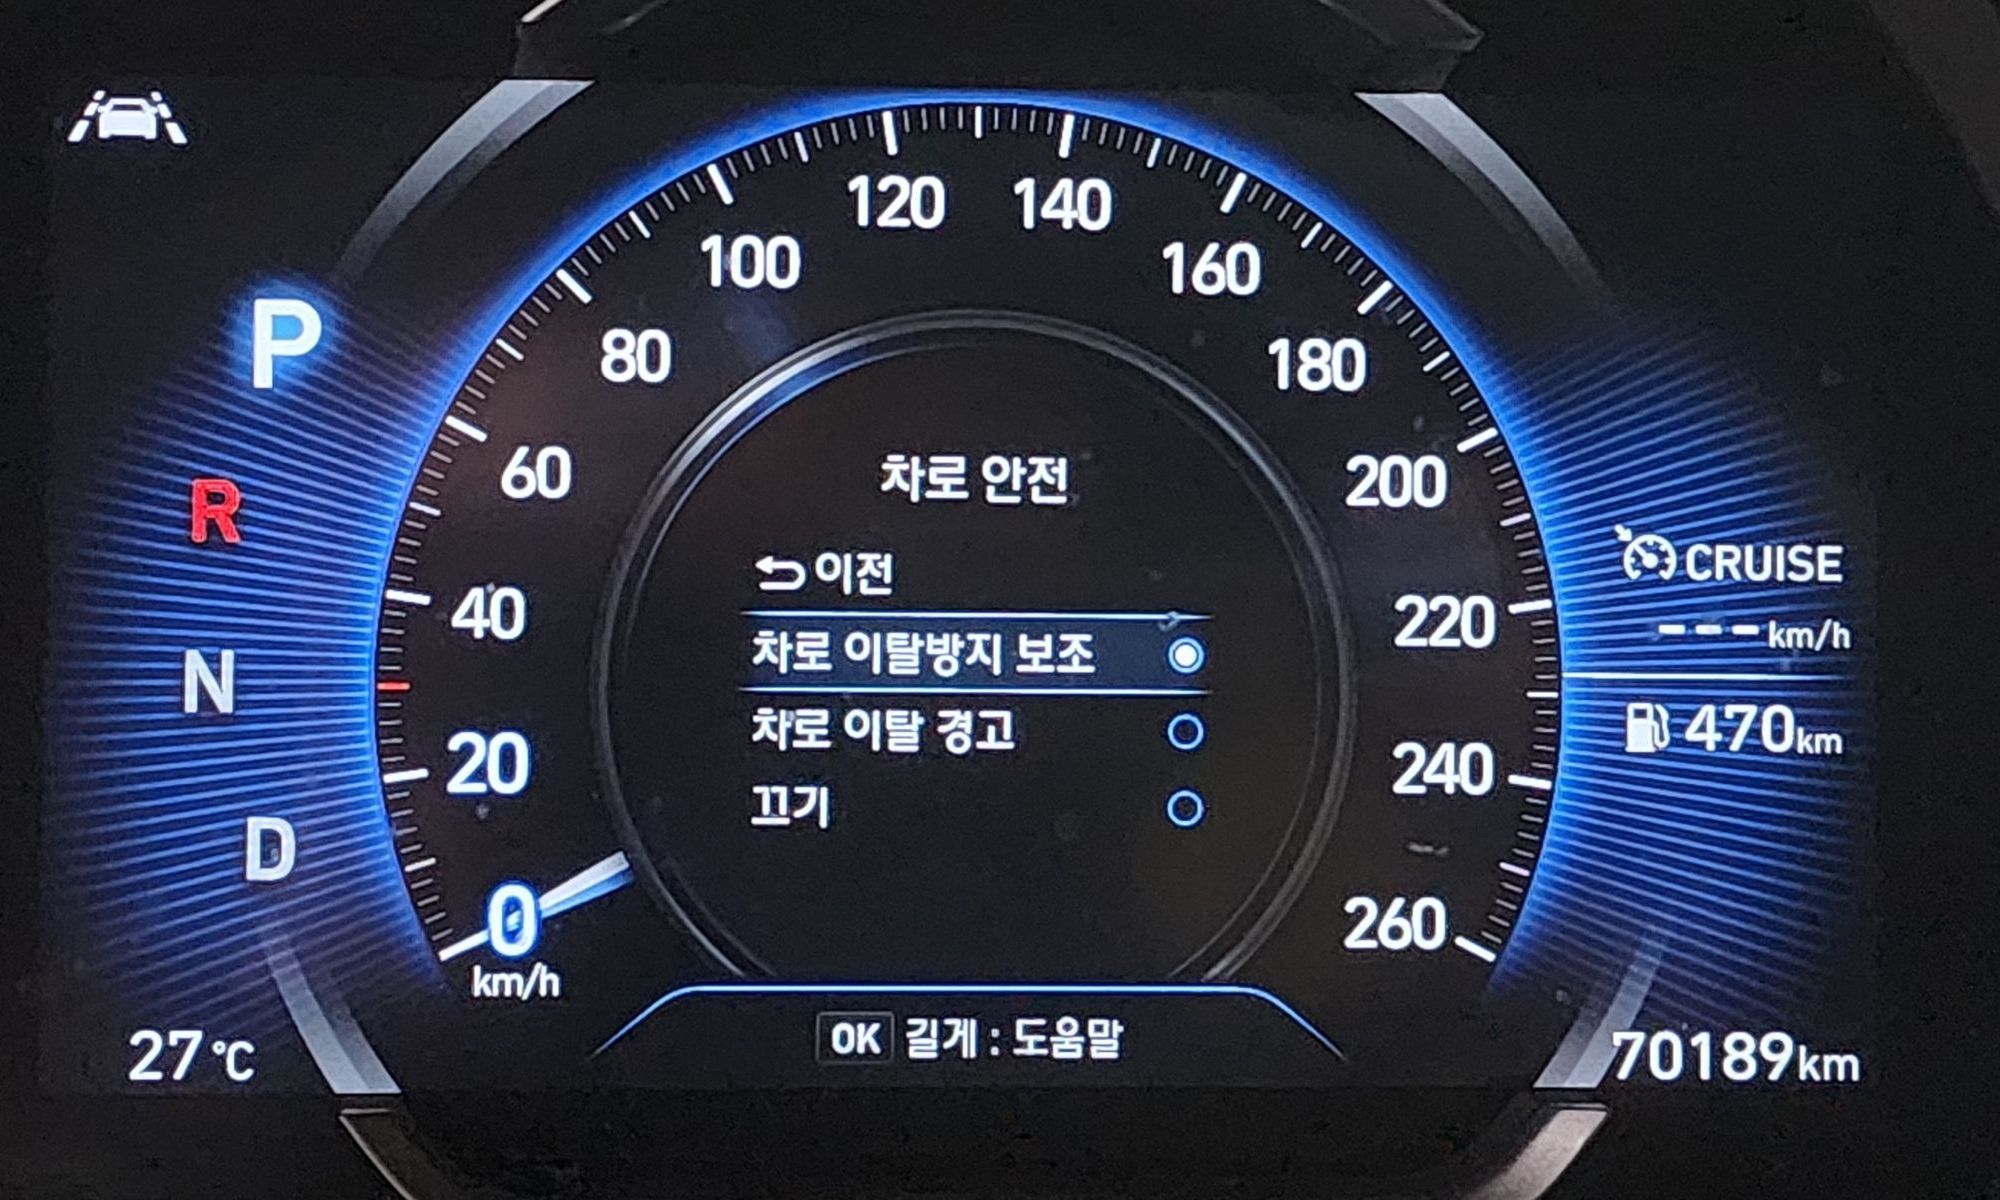 P
R
N
D
0
20
40
60
80
100
120
140
160
180
200
220
240
260
km/h
차로 안전
이전
차로 이탈방지 보조
차로 이탈 경고
끄기
OK 길게 : 도움말
CRUISE
---km/h
470km
27℃
70189km